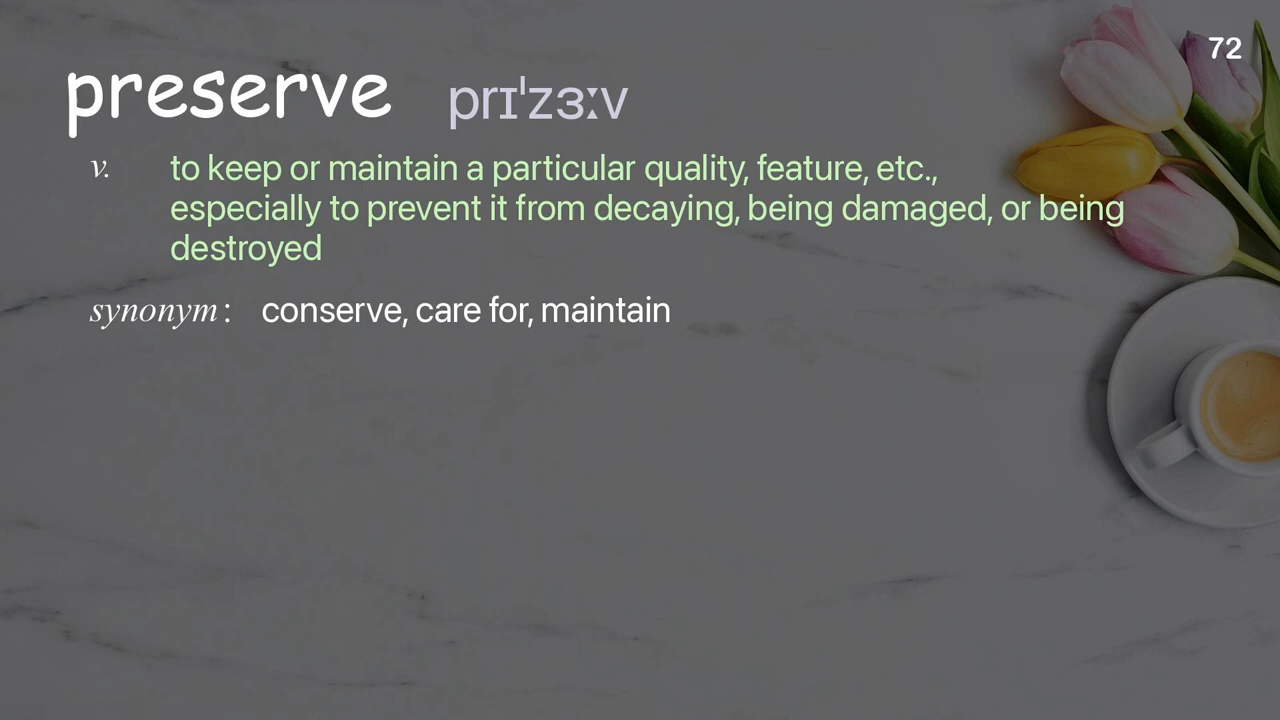 72
preserve prɪˈzɜːv
v. to keep or maintain a particular quality, feature, etc.,
especially to prevent it from decaying, being damaged, or being
destroyed
synonym : conserve, care for, maintain